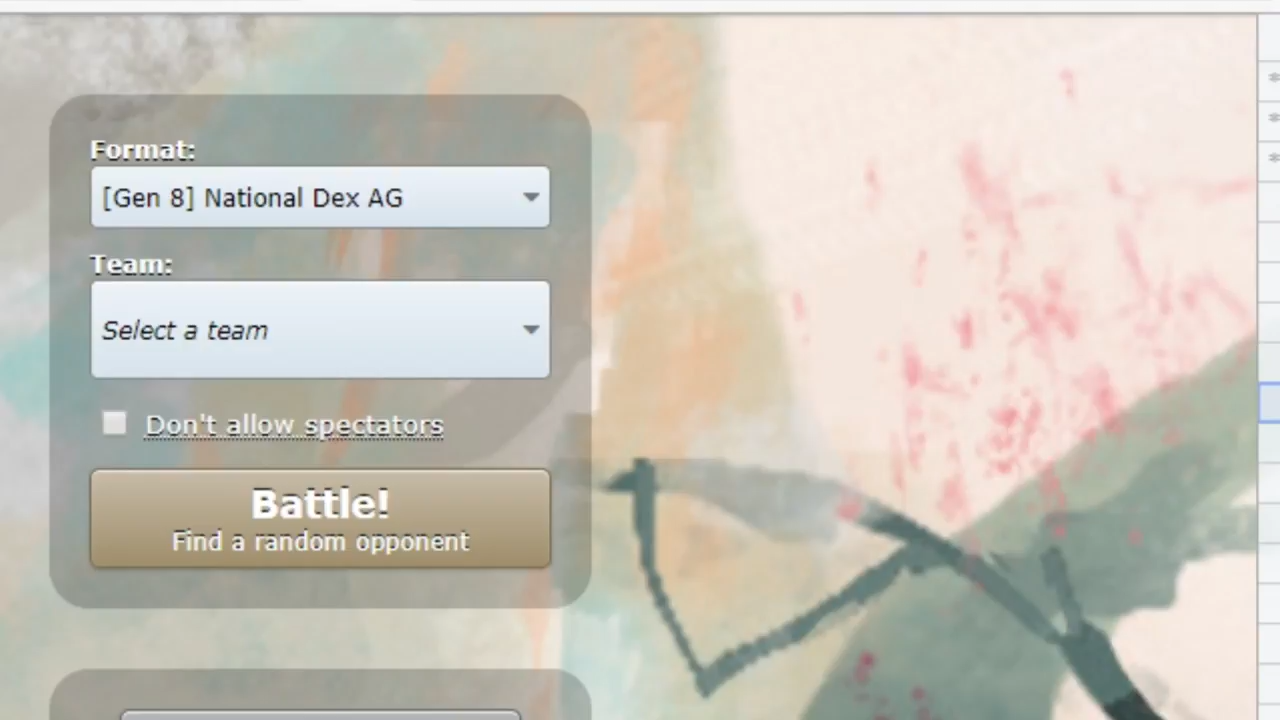 Format:
[Gen 8] National Dex AG
Team:
Select a team
Don't allow spectators
Battle!
Find a random opponent